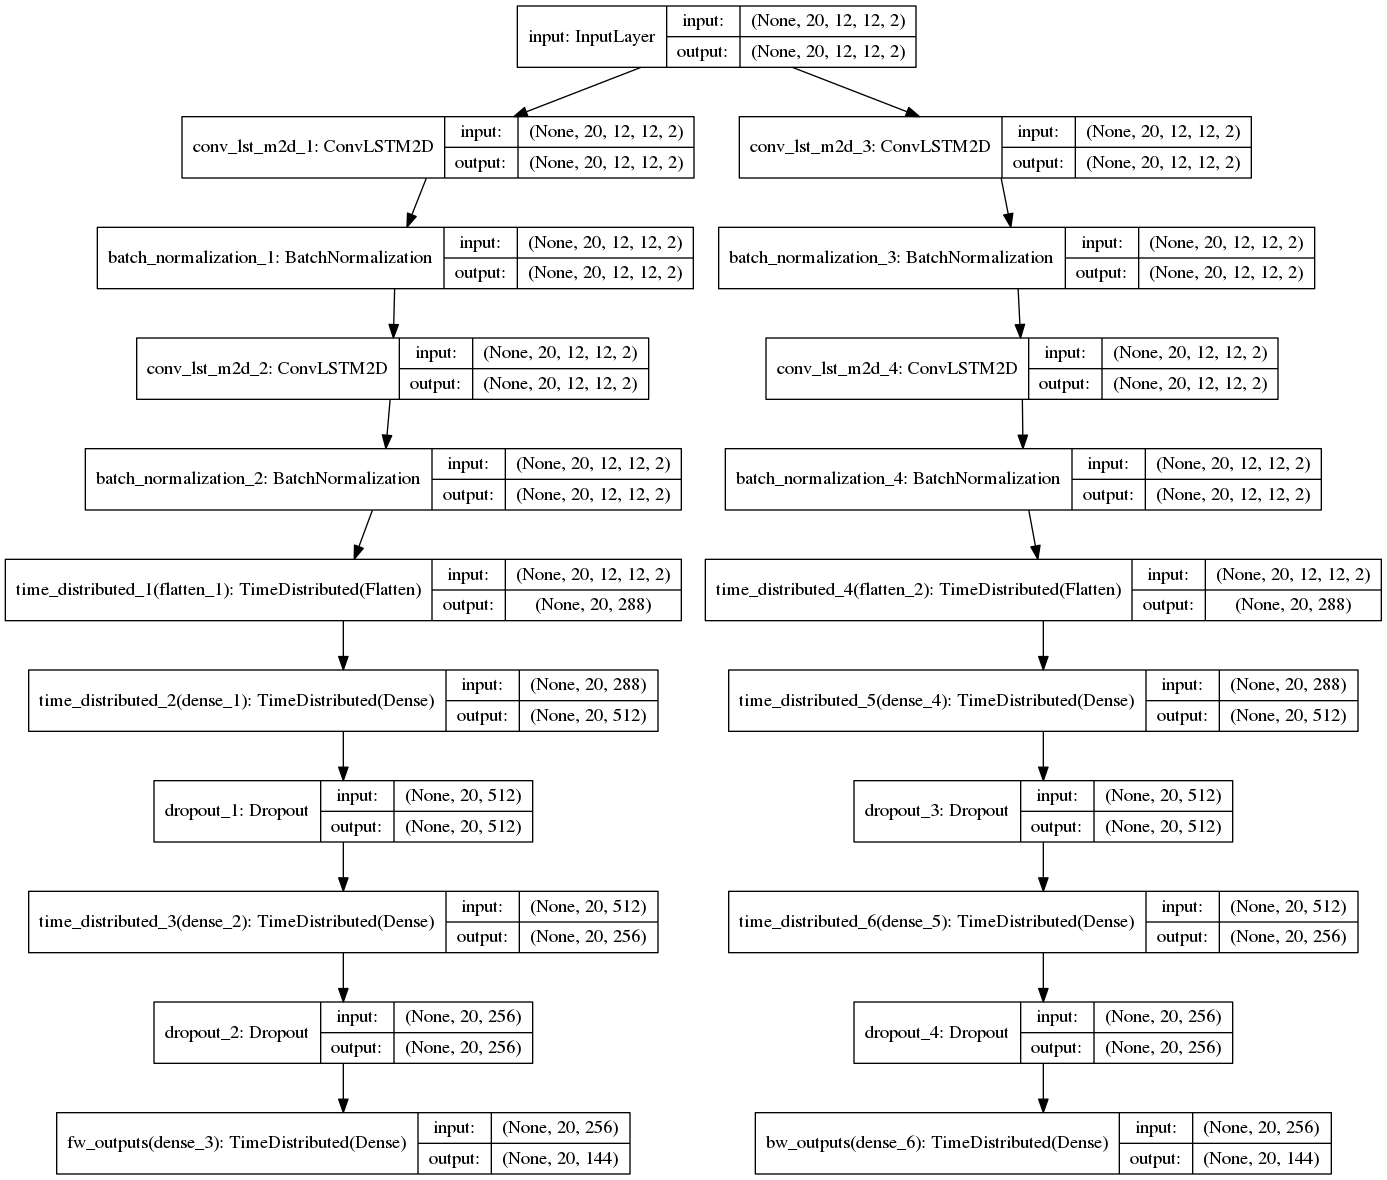 input: InputLayer
input: (None, 20, 12, 12, 2)
output: (None, 20, 12, 12, 2)
conv_lst_m2d_1: ConvLSTM2D
input: (None, 20, 12, 12, 2)
output: (None, 20, 12, 12, 2)
conv_lst_m2d_3: ConvLSTM2D
input: (None, 20, 12, 12, 2)
output: (None, 20, 12, 12, 2)
batch_normalization_1: BatchNormalization
input: (None, 20, 12, 12, 2)
output: (None, 20, 12, 12, 2)
batch_normalization_3: BatchNormalization
input: (None, 20, 12, 12, 2)
output: (None, 20, 12, 12, 2)
conv_lst_m2d_2: ConvLSTM2D
input: (None, 20, 12, 12, 2)
output: (None, 20, 12, 12, 2)
conv_lst_m2d_4: ConvLSTM2D
input: (None, 20, 12, 12, 2)
output: (None, 20, 12, 12, 2)
batch_normalization_2: BatchNormalization
input: (None, 20, 12, 12, 2)
output: (None, 20, 12, 12, 2)
batch_normalization_4: BatchNormalization
input: (None, 20, 12, 12, 2)
output: (None, 20, 12, 12, 2)
time_distributed_1(flatten_1): TimeDistributed(Flatten)
input: (None, 20, 12, 12, 2)
output: (None, 20, 288)
time_distributed_4(flatten_2): TimeDistributed(Flatten)
input: (None, 20, 12, 12, 2)
output: (None, 20, 288)
time_distributed_2(dense_1): TimeDistributed(Dense)
input: (None, 20, 288)
output: (None, 20, 512)
time_distributed_5(dense_4): TimeDistributed(Dense)
input: (None, 20, 288)
output: (None, 20, 512)
dropout_1: Dropout
input: (None, 20, 512)
output: (None, 20, 512)
dropout_3: Dropout
input: (None, 20, 512)
output: (None, 20, 512)
time_distributed_3(dense_2): TimeDistributed(Dense)
input: (None, 20, 512)
output: (None, 20, 256)
time_distributed_6(dense_5): TimeDistributed(Dense)
input: (None, 20, 512)
output: (None, 20, 256)
dropout_2: Dropout
input: (None, 20, 256)
output: (None, 20, 256)
dropout_4: Dropout
input: (None, 20, 256)
output: (None, 20, 256)
fw_outputs(dense_3): TimeDistributed(Dense)
input: (None, 20, 256)
output: (None, 20, 144)
bw_outputs(dense_6): TimeDistributed(Dense)
input: (None, 20, 256)
output: (None, 20, 144)